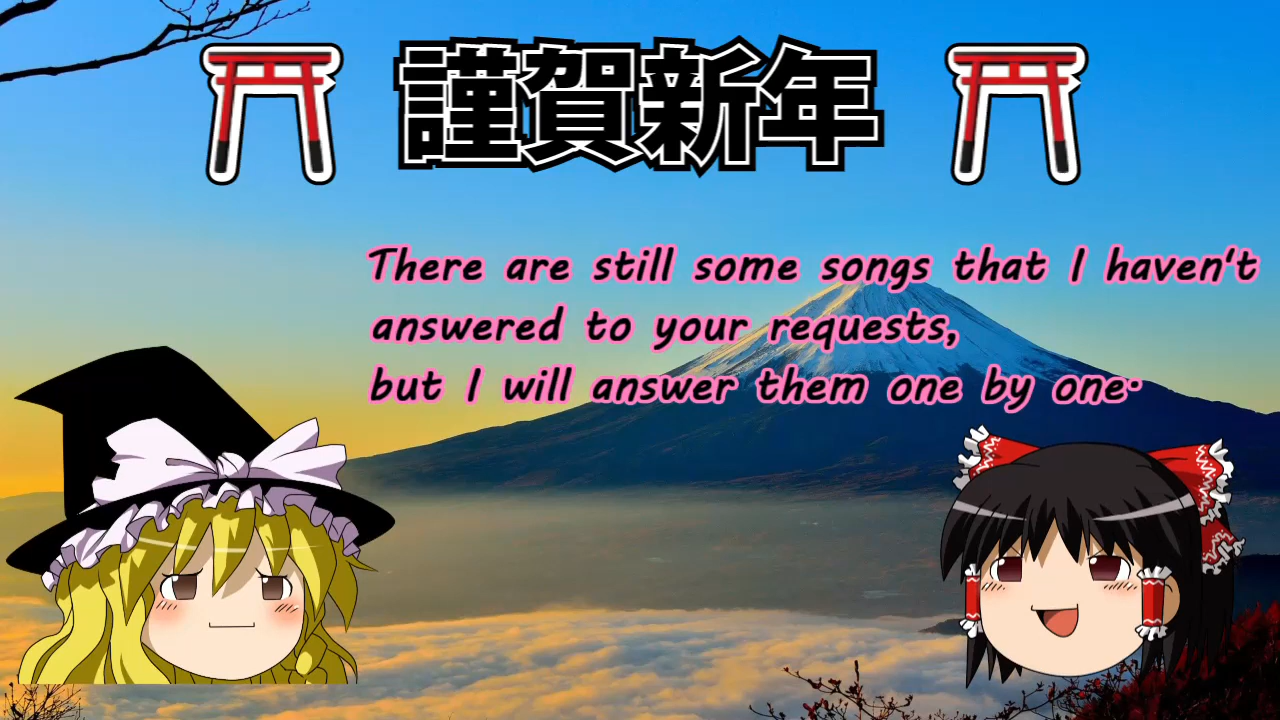 謹賀新年
There are still some songs that I haven't
answered to your requests,
but I will answer them one by one.